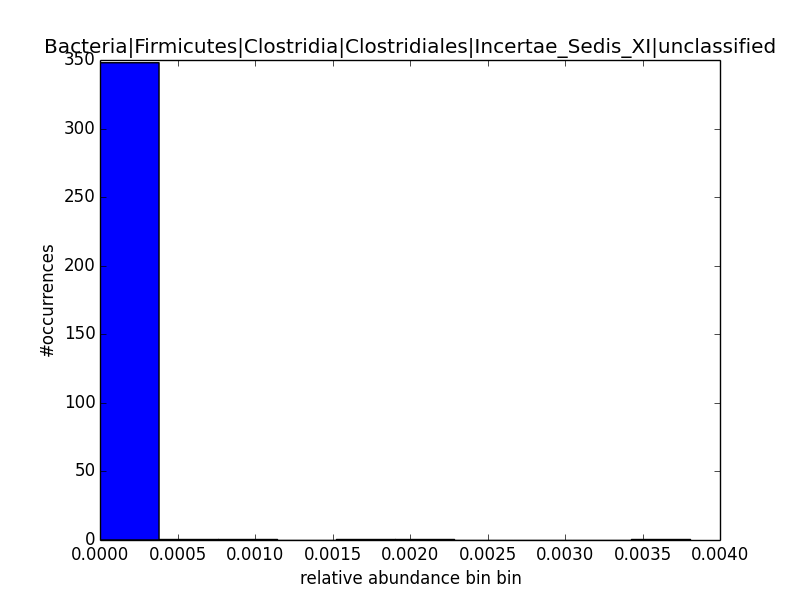 Bacteria|Firmicutes|Clostridia|Clostridiales|Incertae_Sedis_XI|unclassified
350
300
250
200
150
100
50
0
#occurrences
0.0000 0.0005 0.0010 0.0015 0.0020 0.0025 0.0030 0.0035 0.0040
relative abundance bin bin